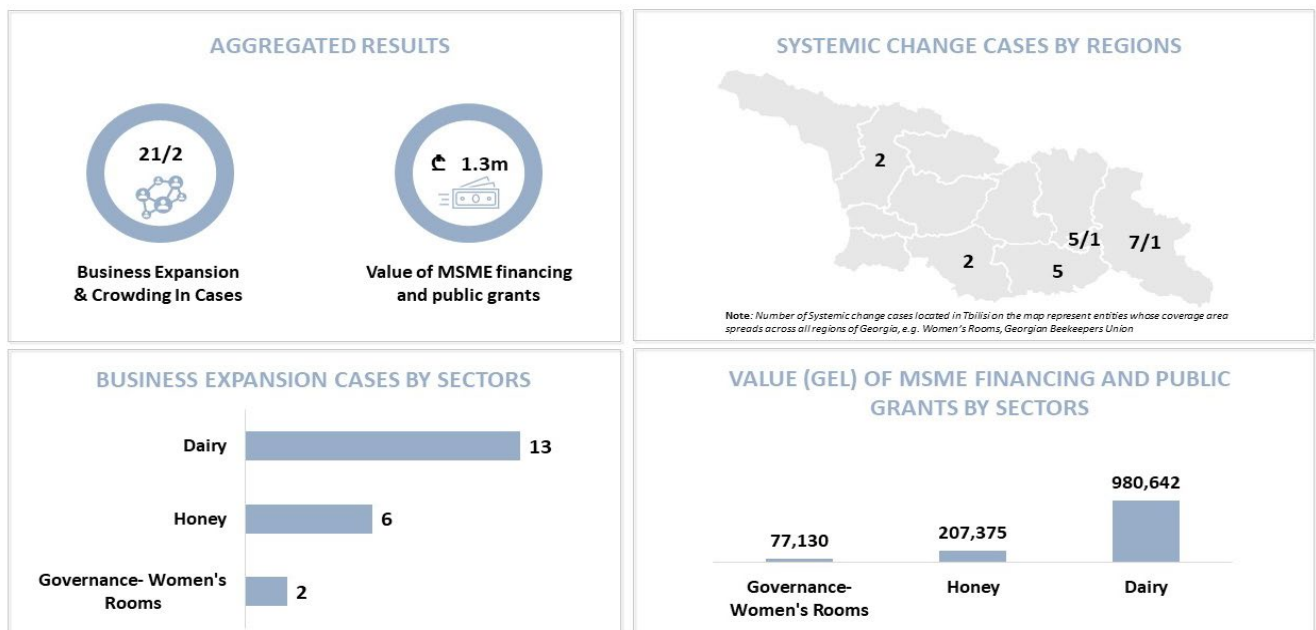 AGGREGATED RESULTS
21/2
₾ 1.3m
Business Expansion
& Crowding In Cases
Value of MSME financing
and public grants
SYSTEMIC CHANGE CASES BY REGIONS
2
5/1
7/1
2
5
Note: Number of Systemic change cases located in Tbilisi on the map represent entities whose coverage area
spreads across all regions of Georgia, e.g. Women's Rooms, Georgian Beekeepers Union
BUSINESS EXPANSION CASES BY SECTORS
Dairy
13
Honey
6
Governance- Women's
Rooms
2
VALUE (GEL) OF MSME FINANCING AND PUBLIC
GRANTS BY SECTORS
77,130
207,375
980,642
Governance-
Women's Rooms
Honey
Dairy